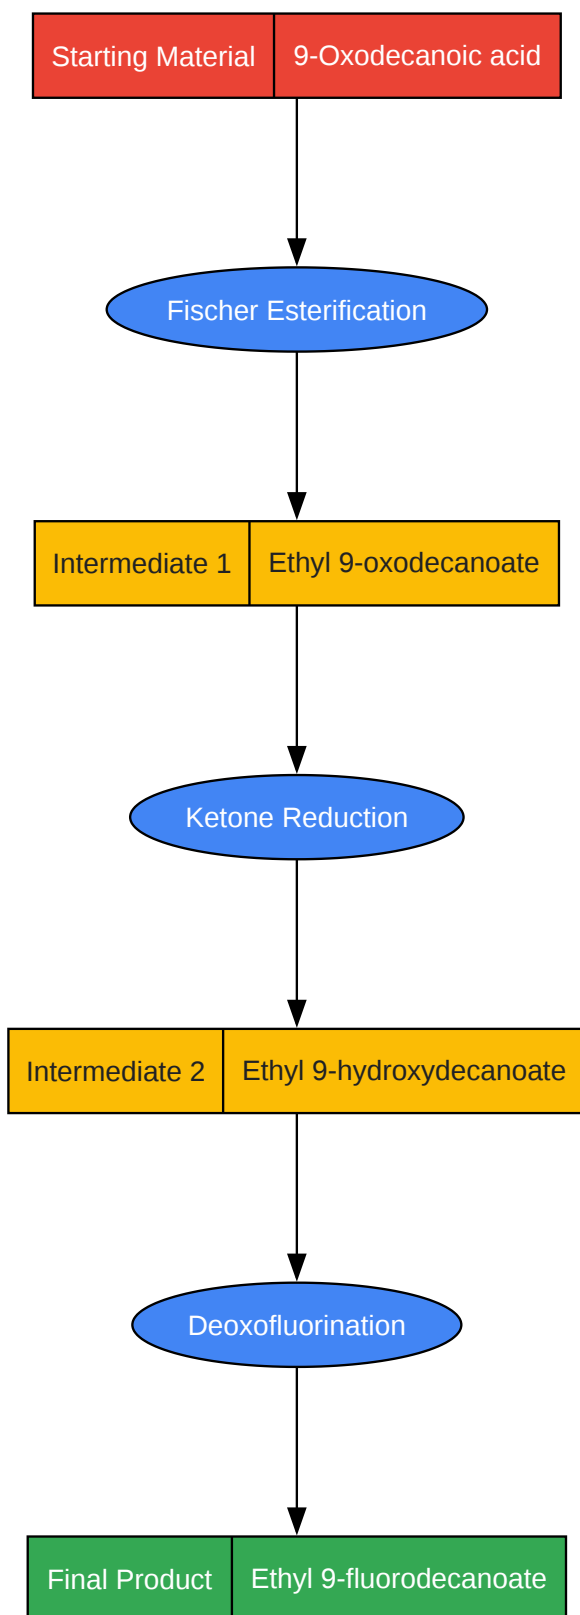 Starting Material 9-Oxodecanoic acid
Fischer Esterification
Intermediate 1 Ethyl 9-oxodecanoate
Ketone Reduction
Intermediate 2 Ethyl 9-hydroxydecanoate
Deoxofluorination
Final Product Ethyl 9-fluorodecanoate